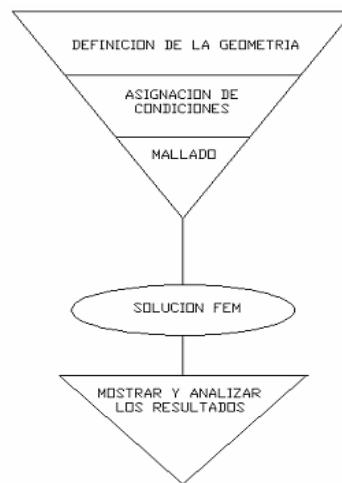 DEFINICION DE LA GEOMETRIA
ASIGNACION DE
CONDICIONES
MALLADO
SOLUCION FEM
MOSTRAR Y ANALIZAR
LOS RESULTADOS